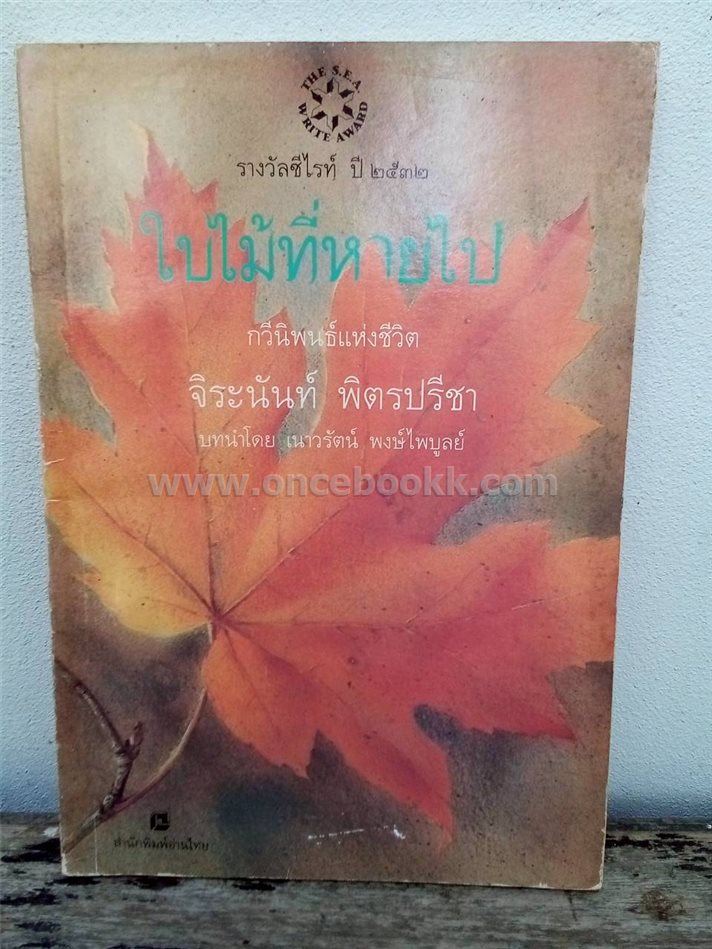 THE S.E.A.
WRITE AWARD
รางวัลซีไรท์ ปี ๒๕๓๒
ใบไม้ที่หายไป
กวีนิพนธ์แห่งชีวิต
จิระนันท์ พิตรปรีชา
บทนำโดย เนาวรัตน์ พงษ์ไพบูลย์
www.oncebookk.com
สำนักพิมพ์อ่านไทย